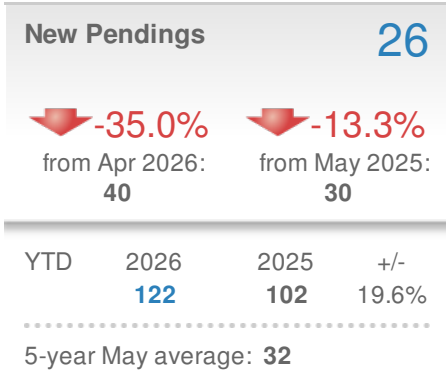 New Pendings 26
-35.0% -13.3%
from Apr 2026: from May 2025:
40 30
YTD 2026 2025 +/-
122 102 19.6%
5-year May average: 32